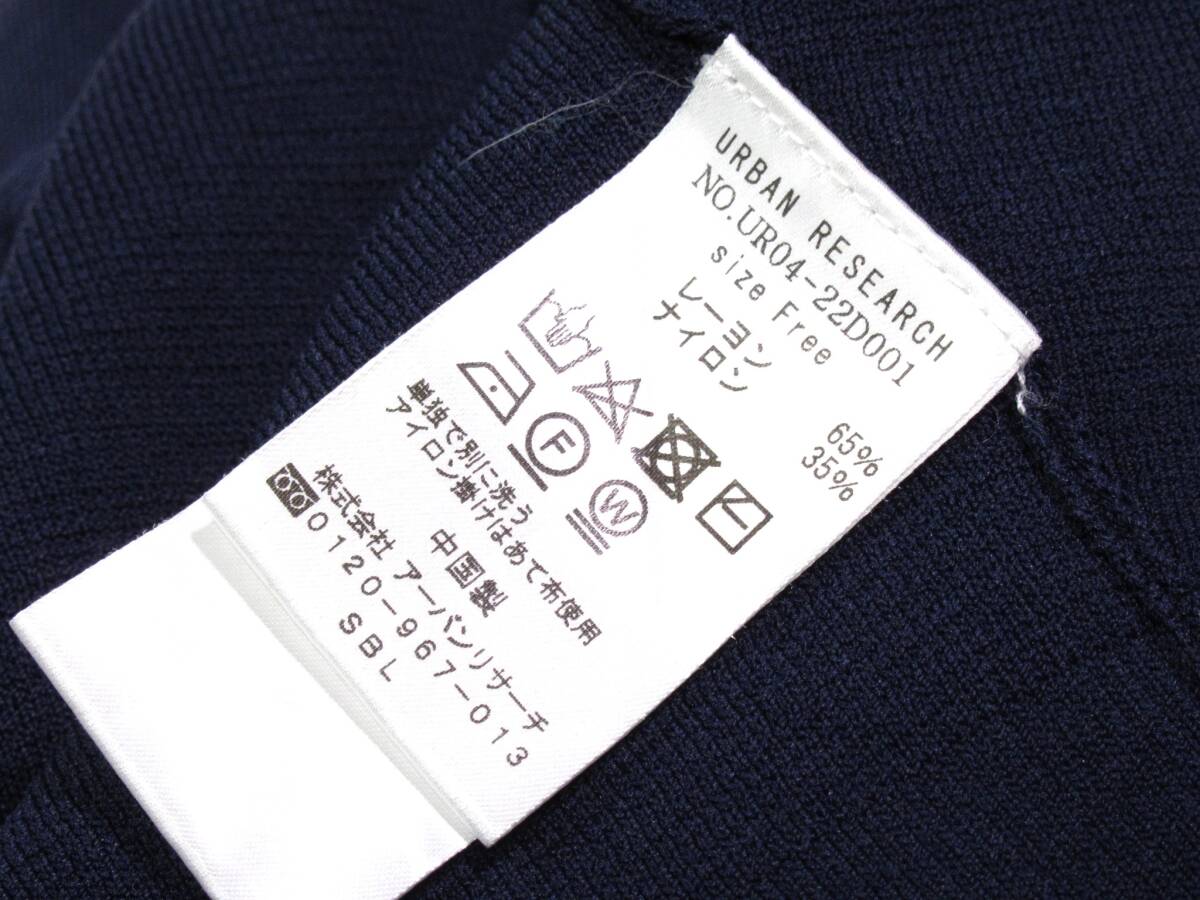 URBAN RESEARCH
NO.UR04-22D001
size Free
レーヨン 65%
ナイロン 35%
F
W
単独で別に洗う
アイロン掛けはあて布使用
中国製
株式会社 アーバンリサーチ
0120-967-013
SBL